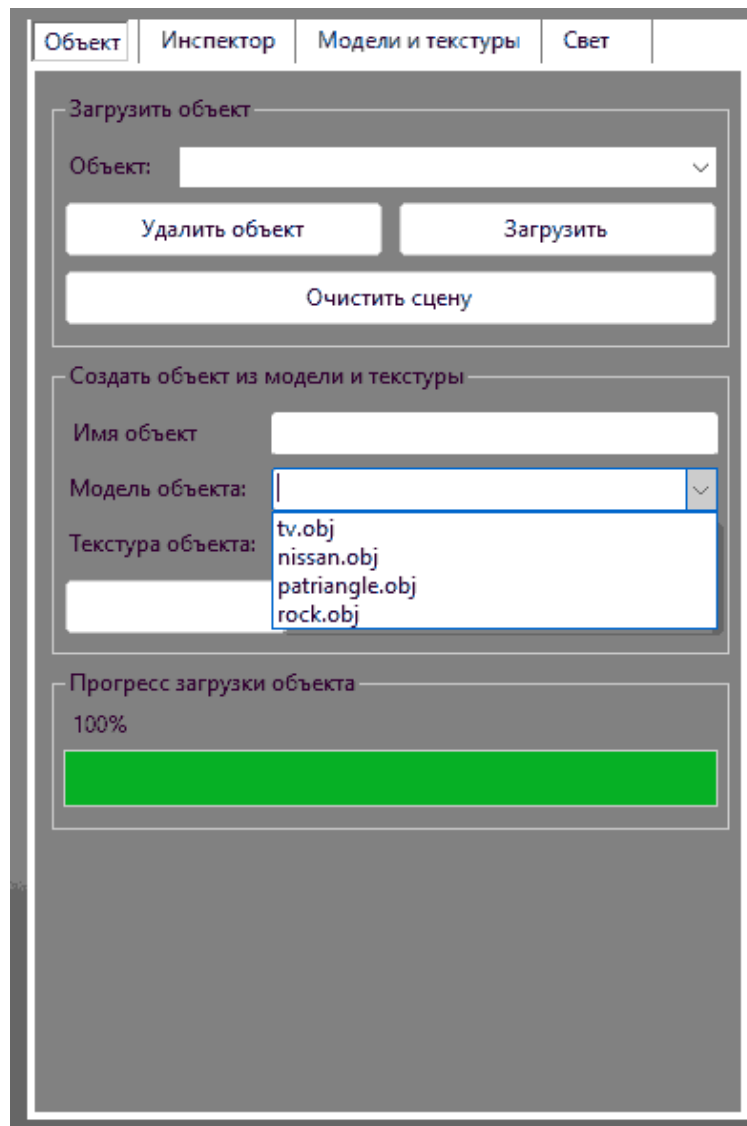 Объект Инспектор Модели и текстуры Свет
Загрузить объект
Объект:
Удалить объект Загрузить
Очистить сцену
Создать объект из модели и текстуры
Имя объект
Модель объекта:
Текстура объекта:
tv.obj
nissan.obj
patriangle.obj
rock.obj
Прогресс загрузки объекта
100%